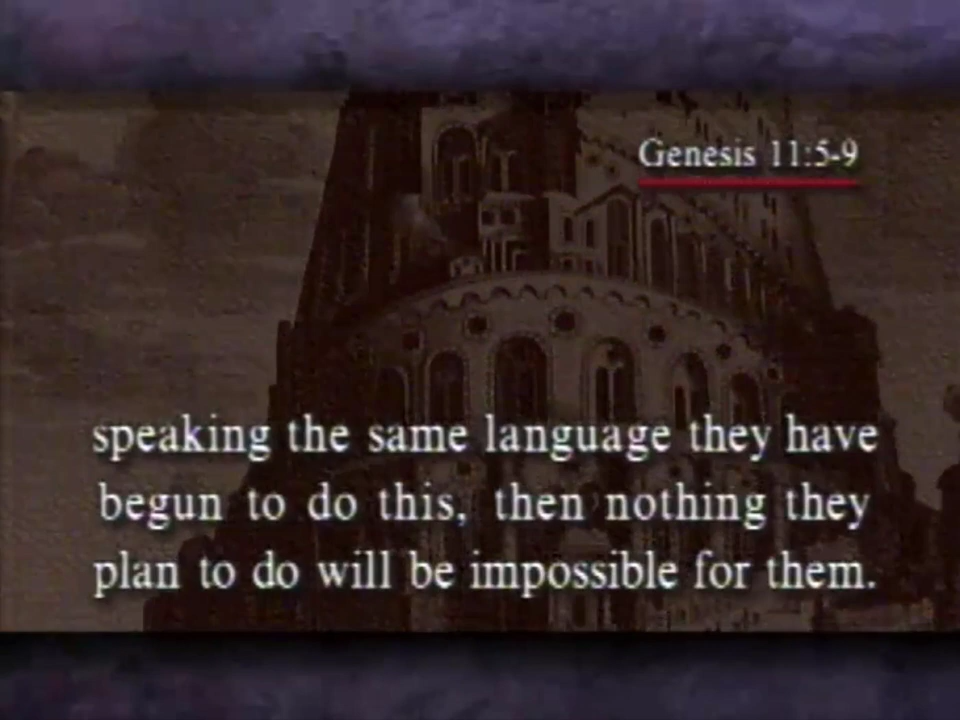 Genesis 11:5-9
speaking the same language they have
begun to do this, then nothing they
plan to do will be impossible for them.